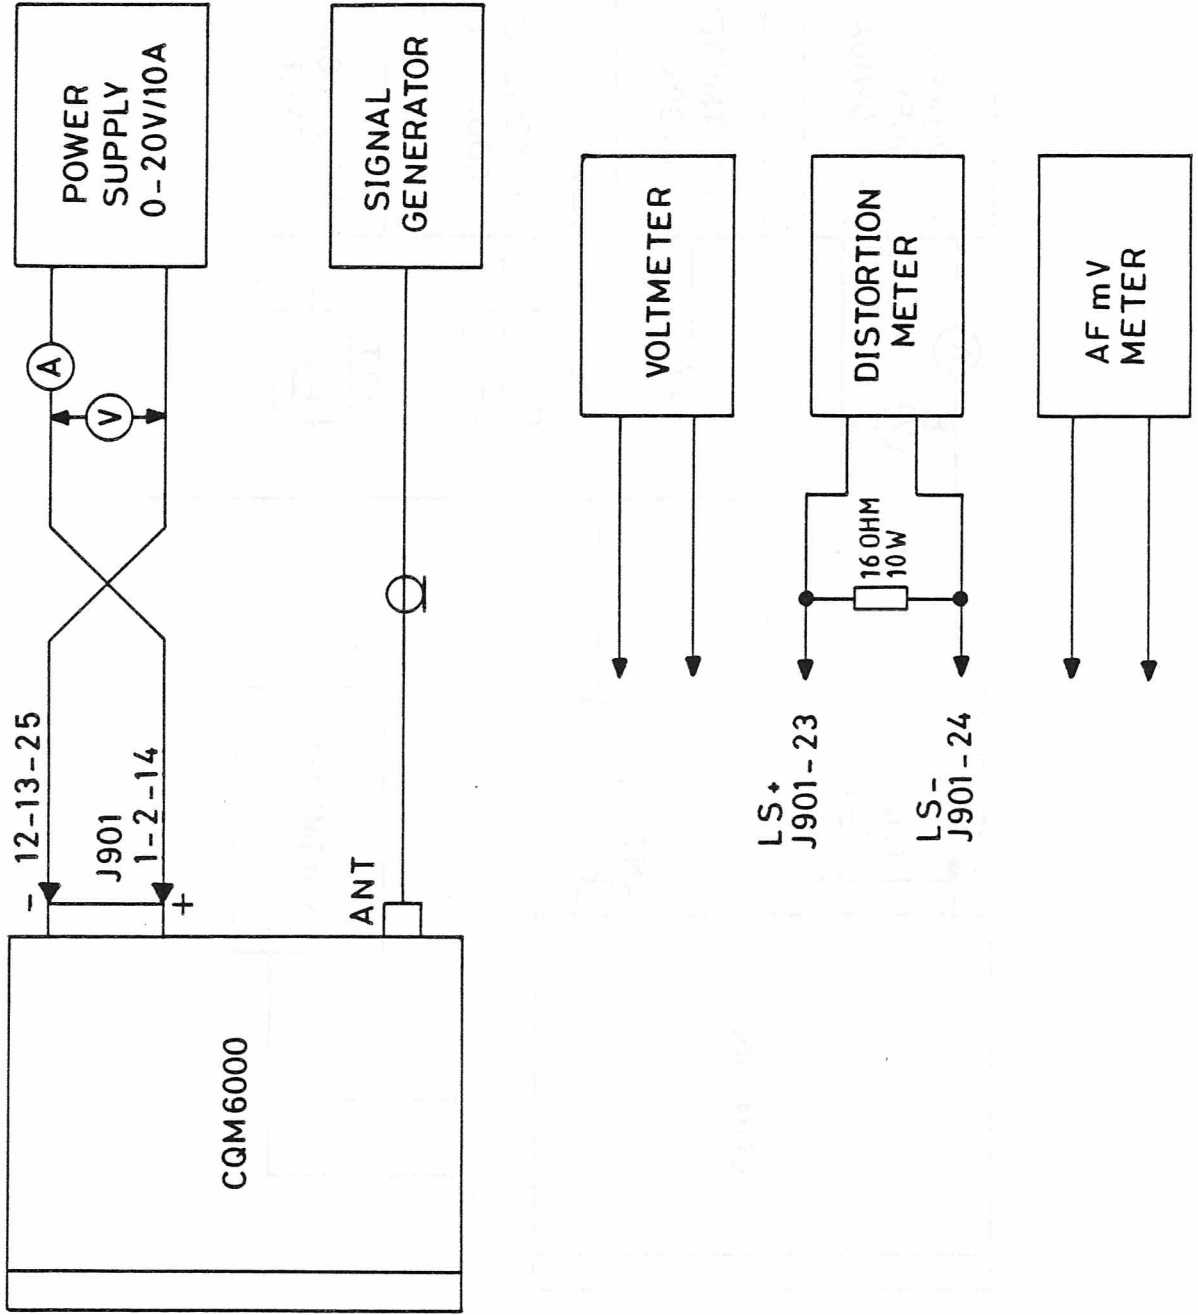 POWER
SUPPLY
0-20V/10A
SIGNAL
GENERATOR
A
V
12-13-25
J901
1-2-14
-
+
ANT
CQM6000
VOLTMETER
DISTORTION
METER
16 OHM
10W
LS+
J901-23
LS-
J901-24
AF mV
METER